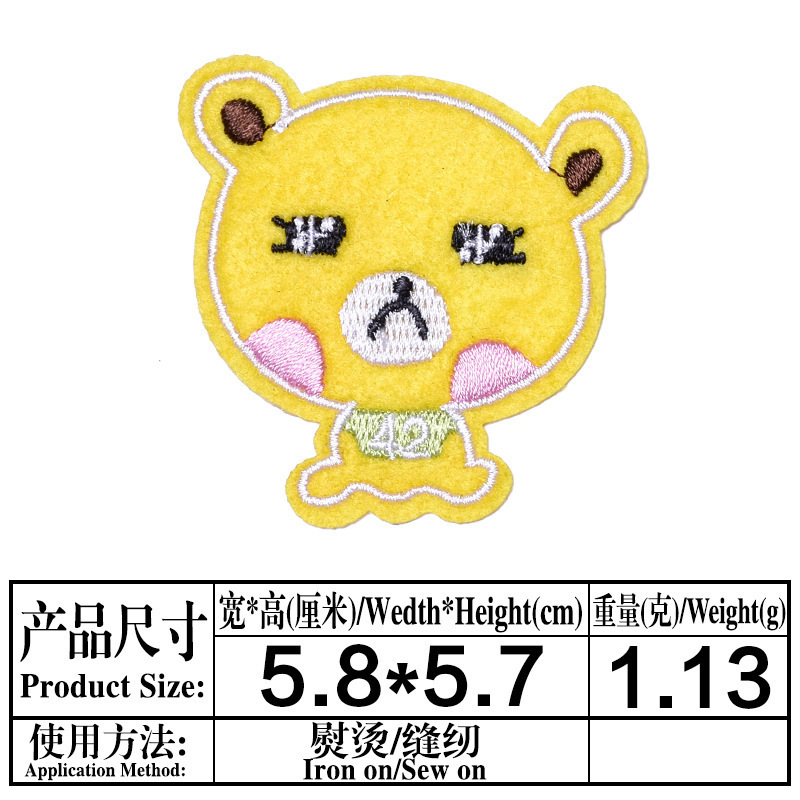 42
产品尺寸
Product Size:
宽*高(厘米)/Wedth*Height(cm)
重量(克)/Weight(g)
5.8*5.7
1.13
使用方法:
Application Method:
熨烫/缝纫
Iron on/Sew on